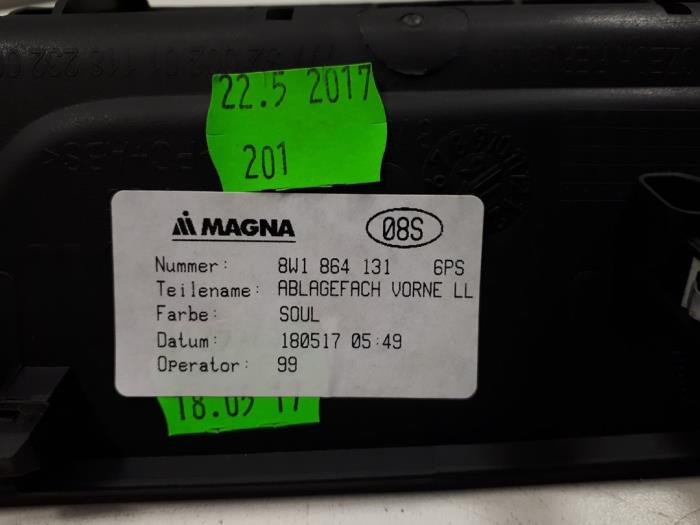 22.5 2017
201
MAGNA 08S
Nummer: 8W1 864 131 6PS
Teilename: ABLAGEFACH VORNE LL
Farbe: SOUL
Datum: 180517 05:49
Operator: 99
18.05 17